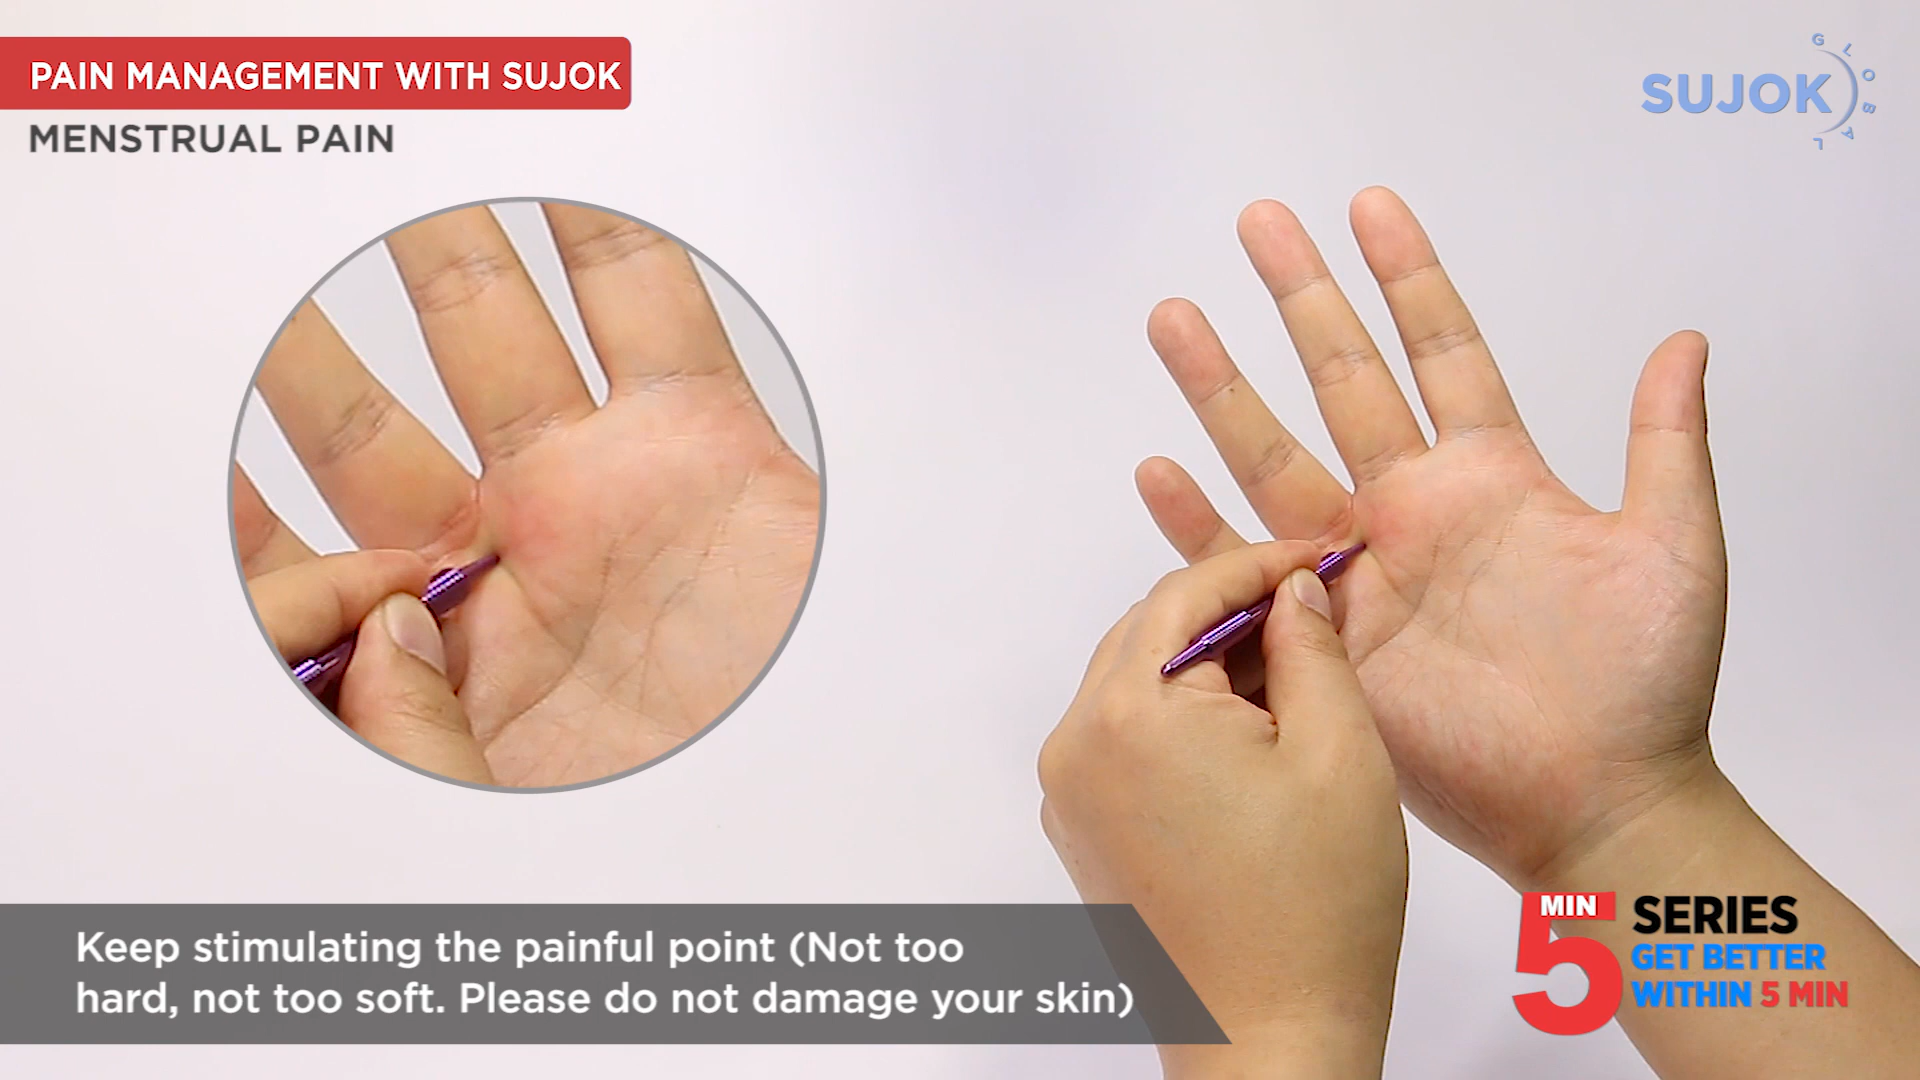 PAIN MANAGEMENT WITH SUJOK
MENSTRUAL PAIN
SUJOK
GLOBAL
Keep stimulating the painful point (Not too
hard, not too soft. Please do not damage your skin)
5 MIN
SERIES
GET BETTER
WITHIN 5 MIN